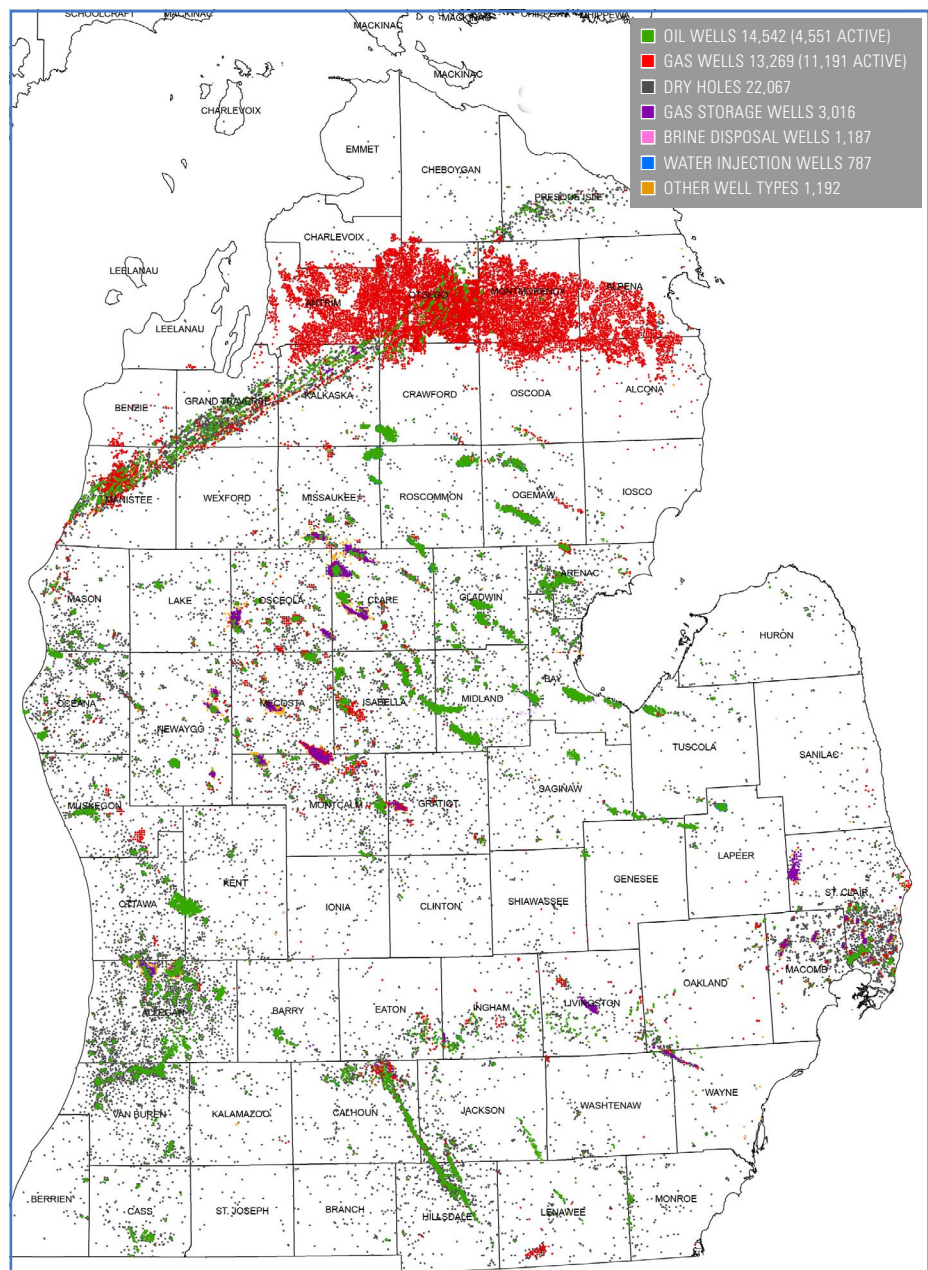 SCHOOLCRAFT
MACKINAC
MACKINAC
MACKINAC
CHIPPEWA
MACKINAC
CHARLEVOIX
OIL WELLS 14,542 (4,551 ACTIVE)
GAS WELLS 13,269 (11,191 ACTIVE)
DRY HOLES 22,067
GAS STORAGE WELLS 3,016
BRINE DISPOSAL WELLS 1,187
WATER INJECTION WELLS 787
OTHER WELL TYPES 1,192
EMMET
CHEBOYGAN
PRESQUE ISLE
CHARLEVOIX
LEELANAU
ANTRIM
OTSEGO
MONTMORENCY
ALPENA
LEELANAU
BENZIE
GRAND TRAVERSE
KALKASKA
CRAWFORD
OSCODA
ALCONA
MANISTEE
WEXFORD
MISSAUKEE
ROSCOMMON
OGEMAW
IOSCO
MASON
LAKE
OSCEOLA
CLARE
GLADWIN
ARENAC
HURON
OCEANA
NEWAYGO
MECOSTA
ISABELLA
MIDLAND
BAY
TUSCOLA
SANILAC
MUSKEGON
MONTCALM
GRATIOT
SAGINAW
LAPEER
GENESEE
ST. CLAIR
OTTAWA
KENT
IONIA
CLINTON
SHIAWASSEE
OAKLAND
MACOMB
ALLEGAN
BARRY
EATON
INGHAM
LIVINGSTON
VAN BUREN
KALAMAZOO
CALHOUN
JACKSON
WASHTENAW
WAYNE
BERRIEN
CASS
ST. JOSEPH
BRANCH
HILLSDALE
LENAWEE
MONROE